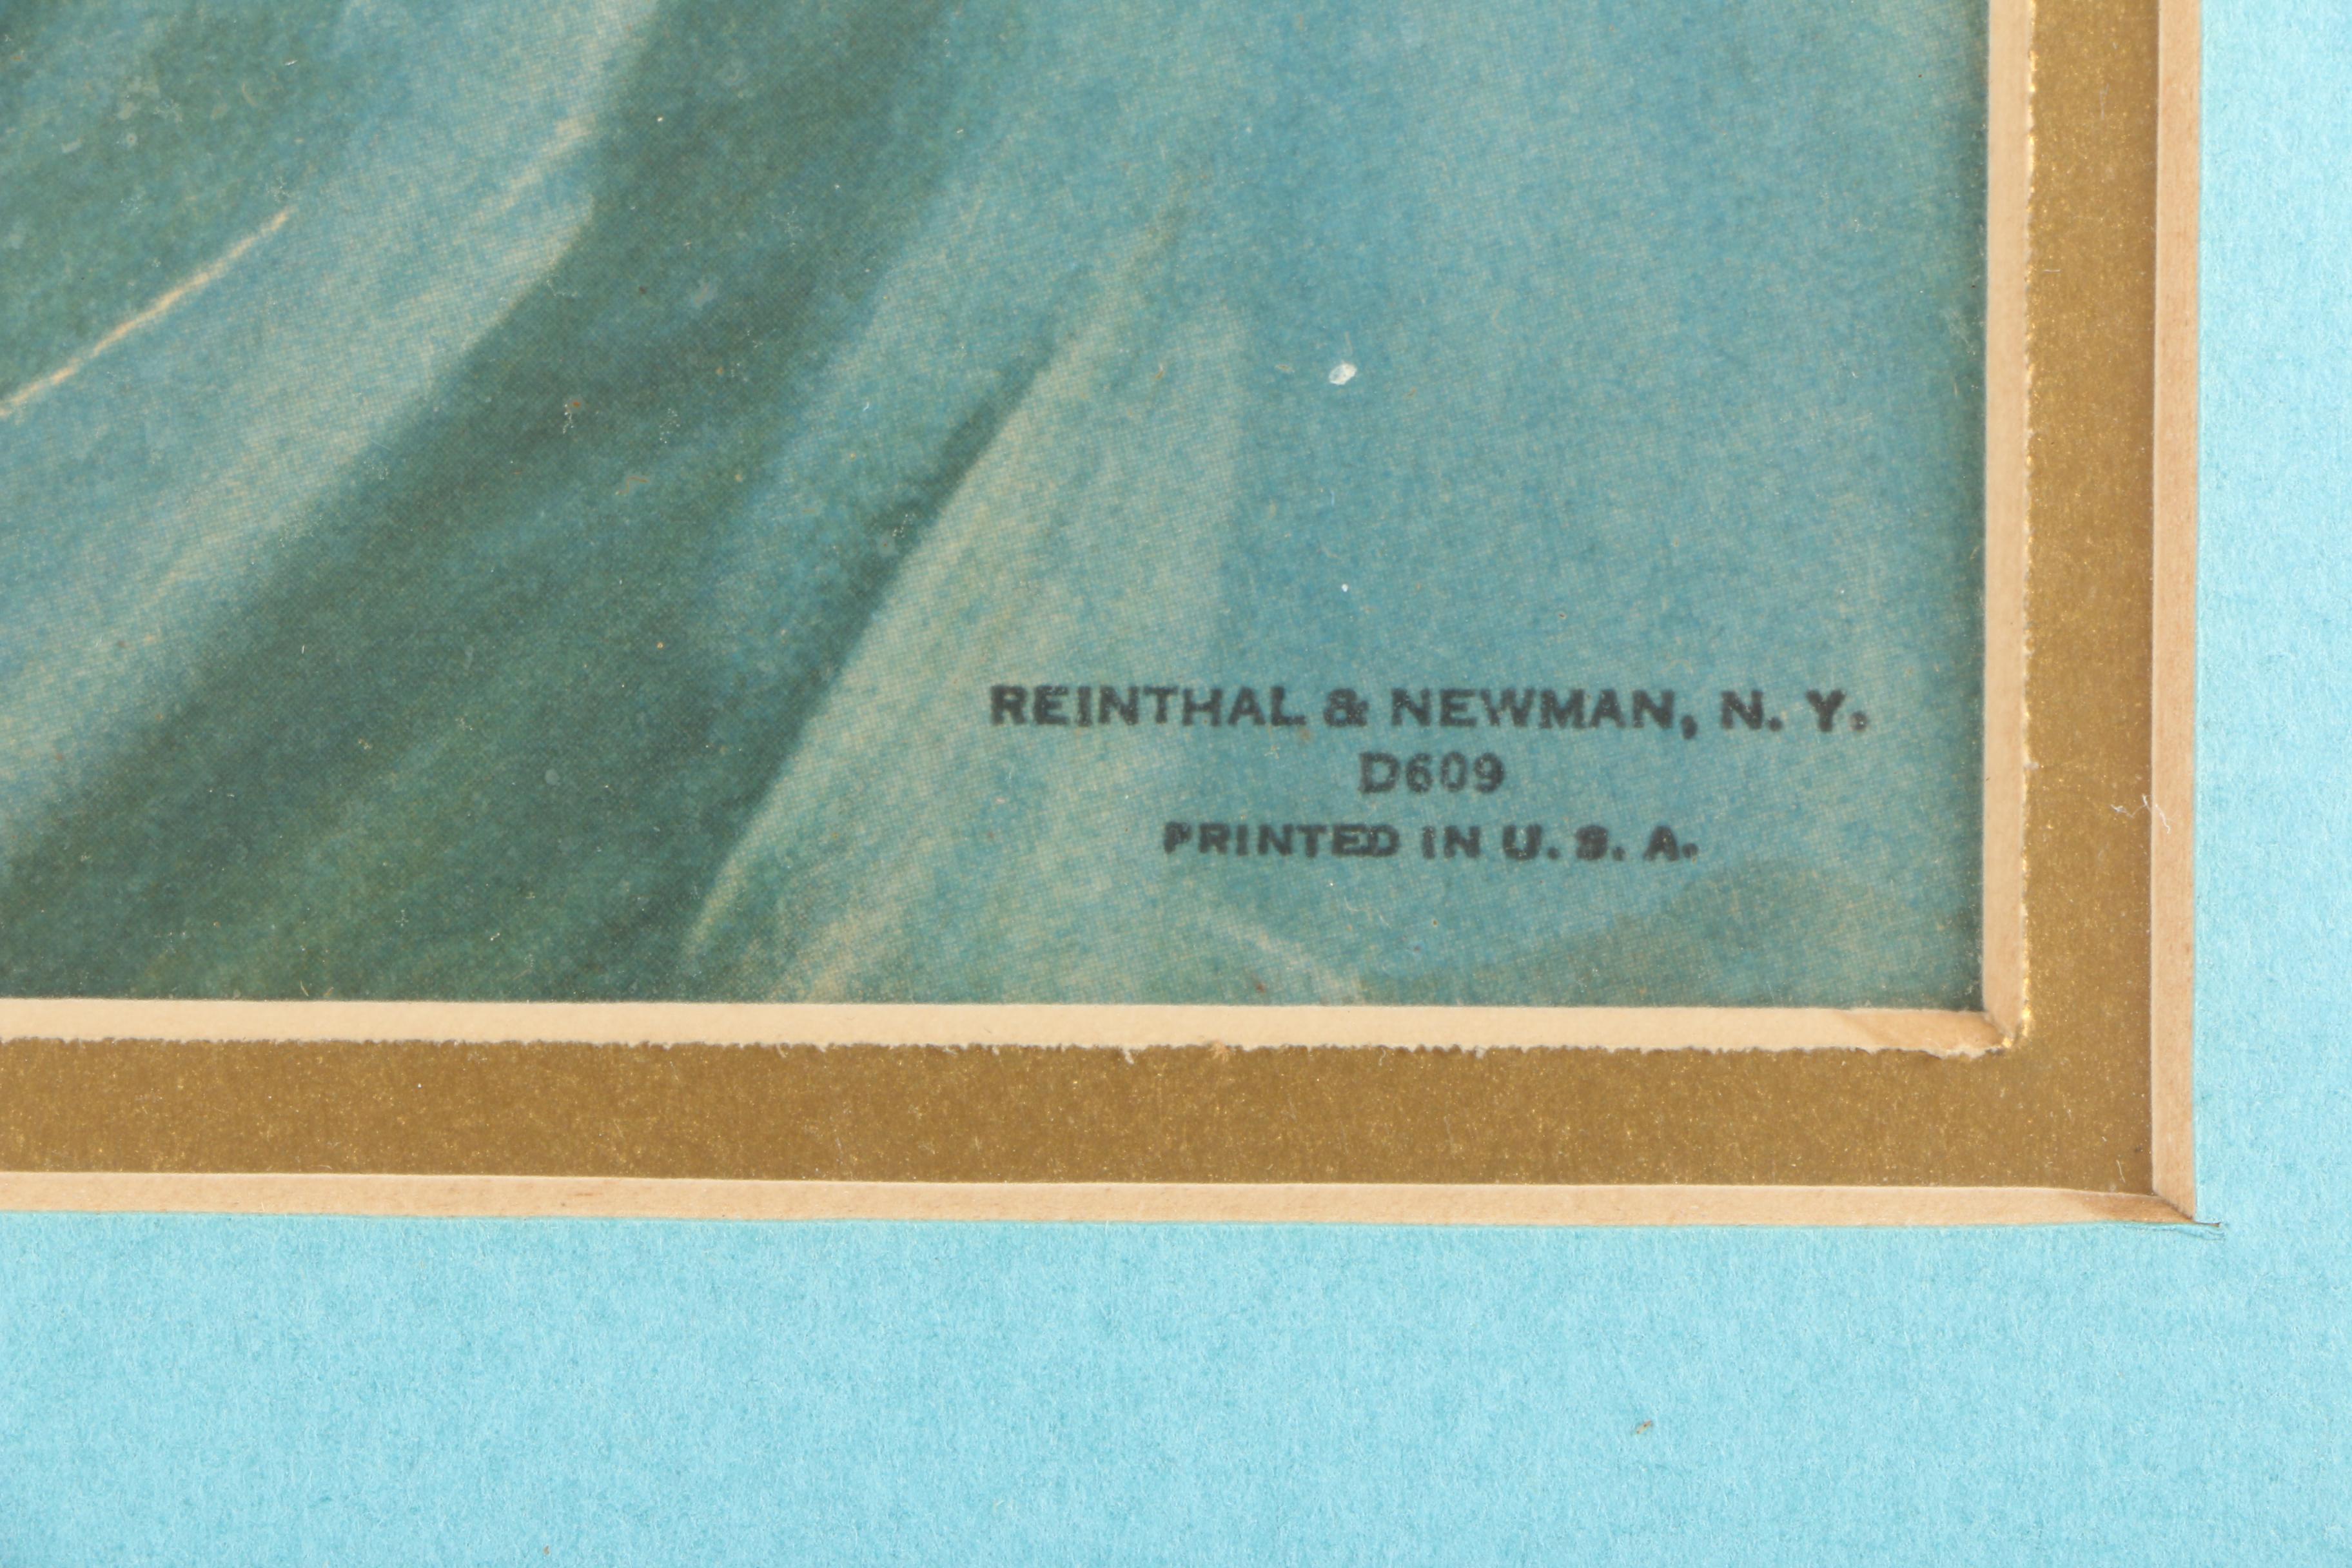 REINTHAL & NEWMAN, N. Y.
D609
PRINTED IN U. S. A.